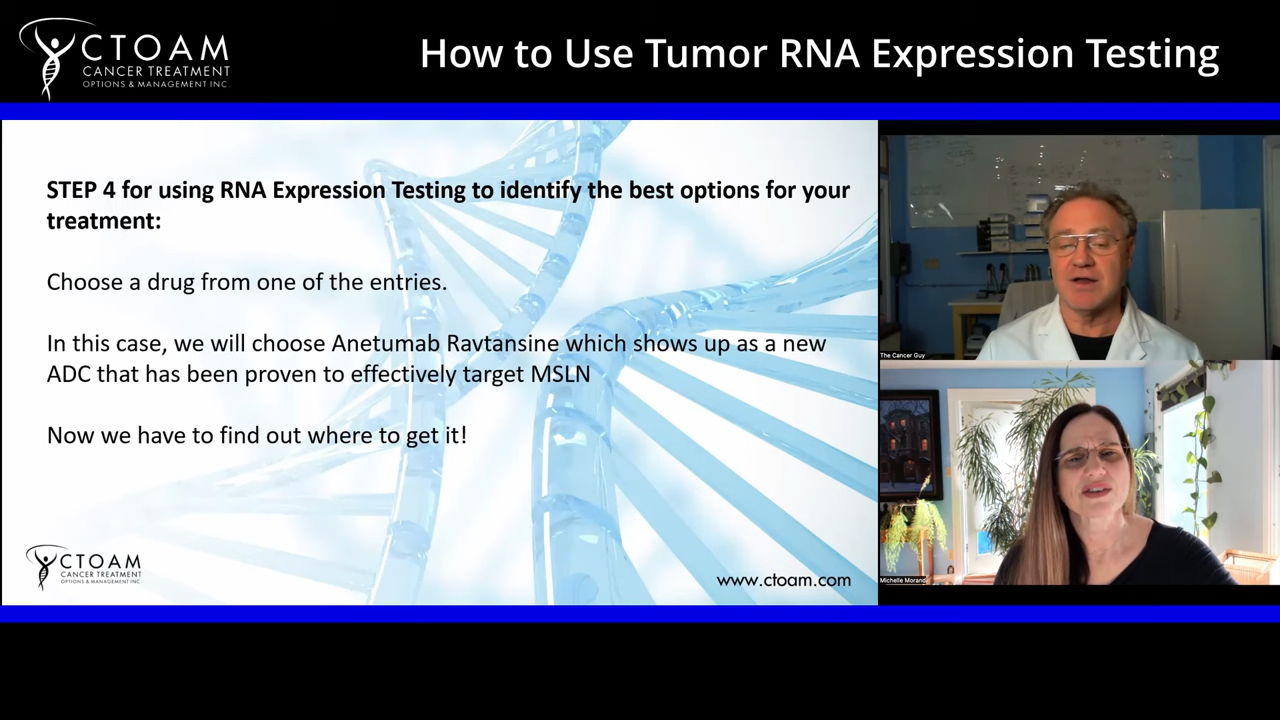 CTOAM
CANCER TREATMENT
OPTIONS & MANAGEMENT INC.
How to Use Tumor RNA Expression Testing
STEP 4 for using RNA Expression Testing to identify the best options for your
treatment:
Choose a drug from one of the entries.
In this case, we will choose Anetumab Ravtansine which shows up as a new
ADC that has been proven to effectively target MSLN
Now we have to find out where to get it!
CTOAM
CANCER TREATMENT
OPTIONS & MANAGEMENT INC.
www.ctoam.com
The Cancer Guy
Michelle Morand